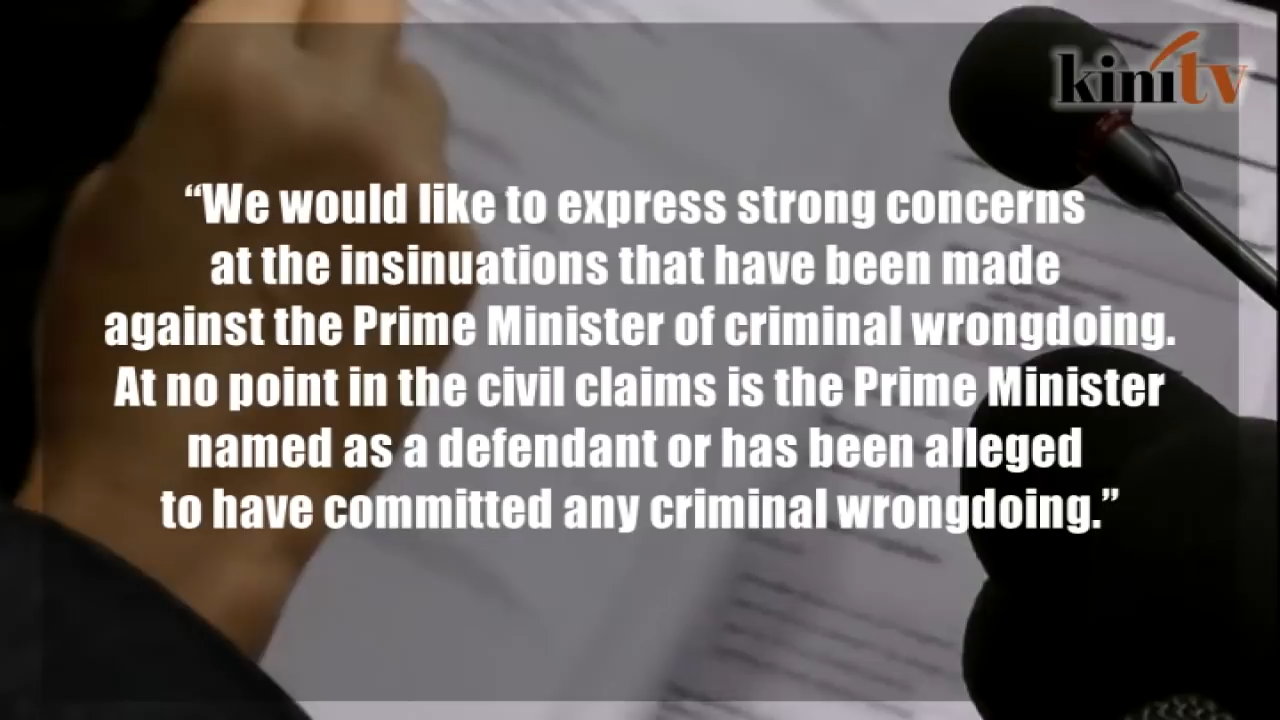 kinitv
“We would like to express strong concerns
at the insinuations that have been made
against the Prime Minister of criminal wrongdoing.
At no point in the civil claims is the Prime Minister
named as a defendant or has been alleged
to have committed any criminal wrongdoing.”